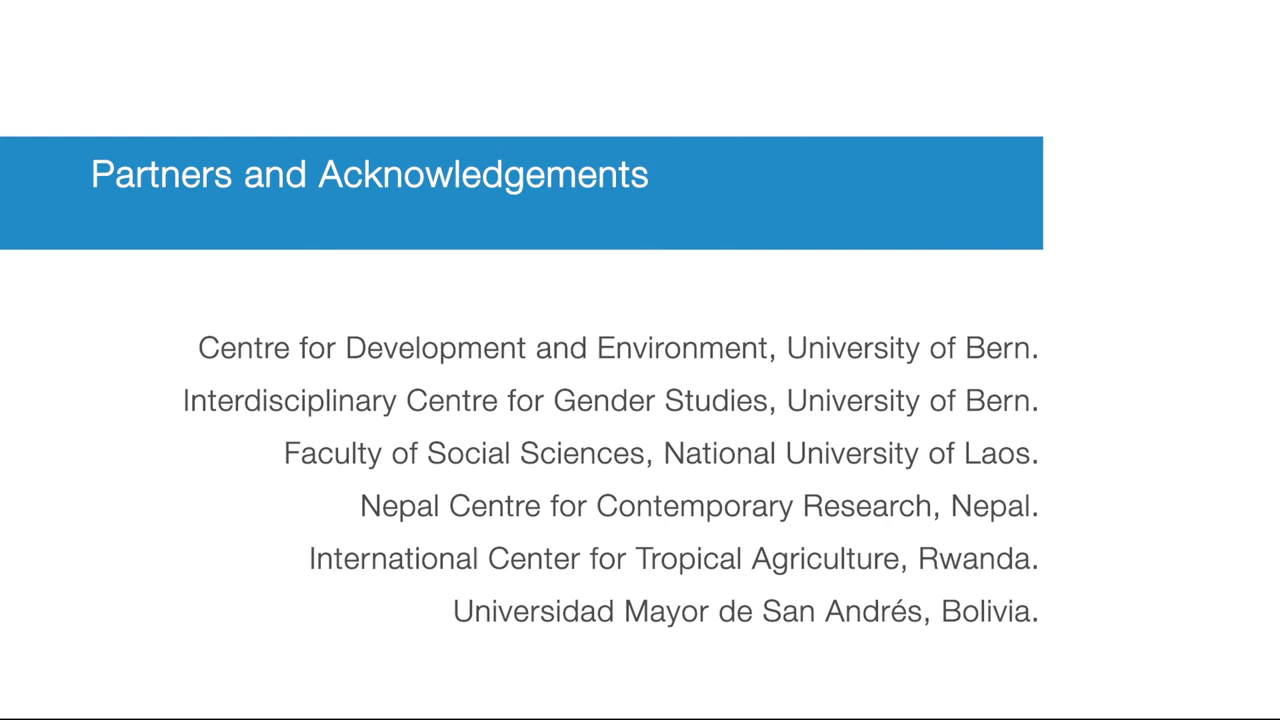 Partners and Acknowledgements
Centre for Development and Environment, University of Bern.
Interdisciplinary Centre for Gender Studies, University of Bern.
Faculty of Social Sciences, National University of Laos.
Nepal Centre for Contemporary Research, Nepal.
International Center for Tropical Agriculture, Rwanda.
Universidad Mayor de San Andrés, Bolivia.